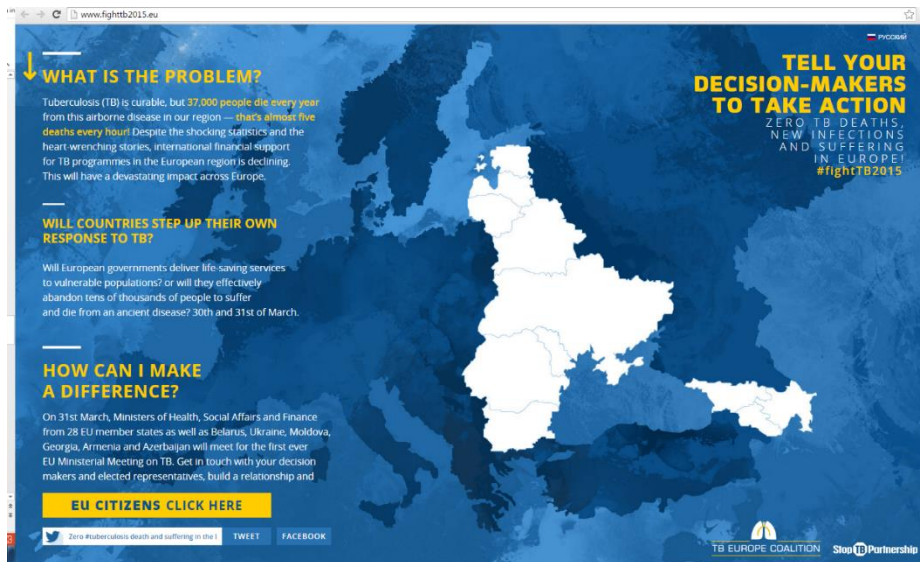 www.fighttb2015.eu
РУССКИЙ
WHAT IS THE PROBLEM?
Tuberculosis (TB) is curable, but 37,000 people die every year
from this airborne disease in our region — that's almost five
deaths every hour! Despite the shocking statistics and the
heart-wrenching stories, international financial support
for TB programmes in the European region is declining.
This will have a devastating impact across Europe.
WILL COUNTRIES STEP UP THEIR OWN
RESPONSE TO TB?
Will European governments deliver life-saving services
to vulnerable populations? or will they effectively
abandon tens of thousands of people to suffer
and die from an ancient disease? 30th and 31st of March.
HOW CAN I MAKE
A DIFFERENCE?
On 31st March, Ministers of Health, Social Affairs and Finance
from 28 EU member states as well as Belarus, Ukraine, Moldova,
Georgia, Armenia and Azerbaijan will meet for the first ever
EU Ministerial Meeting on TB. Get in touch with your decision
makers and elected representatives, build a relationship and
EU CITIZENS CLICK HERE
Zero #tuberculosis death and suffering in the
TWEET
FACEBOOK
TELL YOUR
DECISION-MAKERS
TO TAKE ACTION
ZERO TB DEATHS,
NEW INFECTIONS
AND SUFFERING
IN EUROPE!
#fightTB2015
TB EUROPE COALITION
Stop TB Partnership